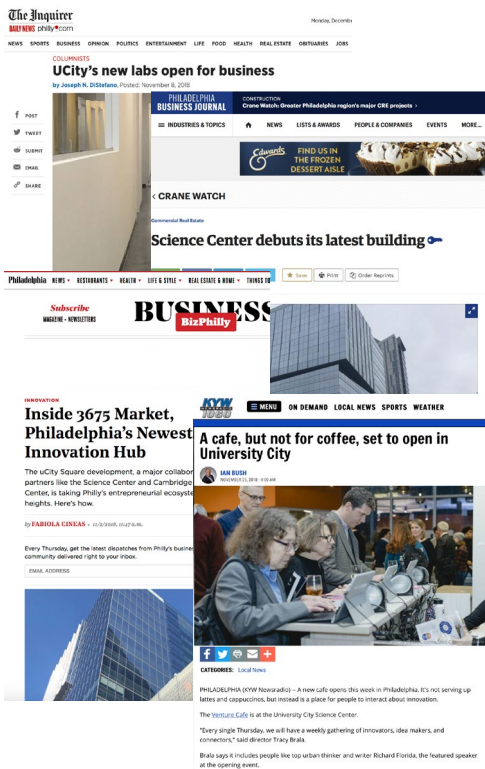 The Inquirer
DAILY NEWS philly.com
Monday, Decemb
NEWS SPORTS BUSINESS OPINION POLITICS ENTERTAINMENT LIFE FOOD HEALTH REAL ESTATE OBITUARIES JOBS
COLUMNISTS
UCity's new labs open for business
by Joseph N. DiStefano, Posted: November 8, 2018
POST
TWEET
SUBMIT
EMAIL
SHARE
PHILADELPHIA
BUSINESS JOURNAL
CONSTRUCTION
Crane Watch: Greater Philadelphia region's major CRE projects
INDUSTRIES & TOPICS NEWS LISTS & AWARDS PEOPLE & COMPANIES EVENTS MORE...
Edwards
FIND US IN
THE FROZEN
DESSERT AISLE
< CRANE WATCH
Commercial Real Estate
Science Center debuts its latest building
Save Print Order Reprints
Philadelphia NEWS RESTAURANTS HEALTH LIFE & STYLE REAL ESTATE & HOME THINGS TO
Subscribe
MAGAZINE + NEWSLETTERS
BUSINESS
BizPhilly
INNOVATION
Inside 3675 Market,
Philadelphia's Newest
Innovation Hub
The uCity Square development, a major collabor
partners like the Science Center and Cambridge
Center, is taking Philly's entrepreneurial ecosyste
heights. Here's how.
by FABIOLA CINEAS • 11/2/2018, 11:47 a.m.
Every Thursday, get the latest dispatches from Philly's busine
community delivered right to your inbox.
EMAIL ADDRESS
KYW
NEWSRADIO
1060
MENU ON DEMAND LOCAL NEWS SPORTS WEATHER
A cafe, but not for coffee, set to open in
University City
IAN BUSH
CATEGORIES: Local News
PHILADELPHIA (KYW Newsradio) -- A new cafe opens this week in Philadelphia. It's not serving up
lattes and cappuccinos, but instead is a place for people to interact about innovation.
The Venture Cafe is at the University City Science Center.
"Every single Thursday, we will have a weekly gathering of innovators, idea makers, and
connectors," said director Tracy Brala.
Brala says it includes people like top urban thinker and writer Richard Florida, the featured speaker
at the opening event.